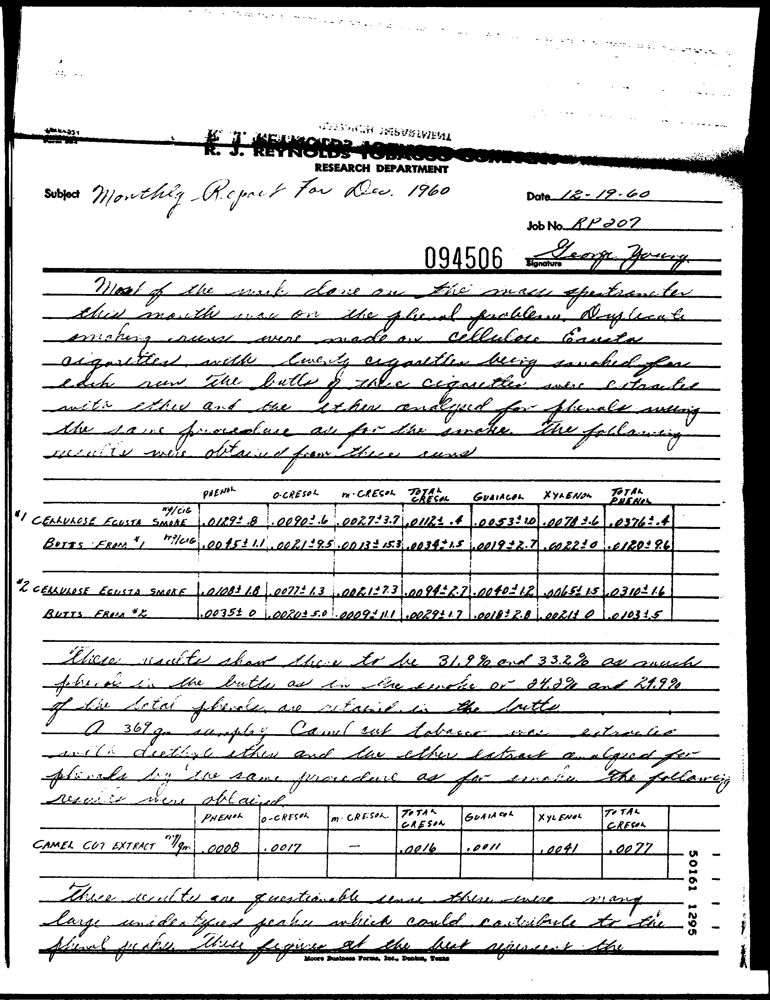 R. J. REYNOLDS TOBACCO COMPANY
RESEARCH DEPARTMENT
Subject Monthly Report For Dec. 1960
Date 12-19-60
Job No. RP 207
094506
Signature George Young
Most of the work done on the mass spectrometer
this month was on the phenol problem. Duplicate
smoking runs were made on cellulose Ecusta
cigarettes with twenty cigarettes being smoked for
each run. The butts of these cigarettes were extracted
with ether and the ether analyzed for phenols using
the same procedure as for the smoke. The following
results were obtained from these runs
PHENOL O-CRESOL m-CRESOL TOTAL CRESOL GUAIACOL XYLENOL TOTAL PHENOL
#1 CELLULOSE ECUSTA SMOKE mg/CIG .0129± .8 .0090± .6 .0027±3.7 .0112± .4 .0053± .0078± .6 .0376± .4
BUTTS FROM #1 mg/CIG .0045± 1.1 .0021±9.5 .0013±15.3 .0034±1.5 .0019±2.7 .0022±0 .0120±9.6
#2 CELLULOSE ECUSTA SMOKE .0108± 1.8 .0077± 1.3 .0021±7.3 .0094±2.7 .0040±1.2 .0065±1.5 .0310±1.6
BUTTS FROM #2 .0035± 0 .0020±5.0 .0009±11.1 .0029±1.7 .0018±2.8 .0021± 0 .0103±.5
These results show there to be 31.9% and 33.2% as much
phenols in the butts as in the smoke or 24.2% and 24.9%
of the total phenols are retained in the butts
A 369 gm sample of Camel cut tobacco was extracted
with diethyl ether and the ether extract analyzed for
phenols by the same procedure as for smoke. The following
results were obtained.
PHENOL O-CRESOL m-CRESOL TOTAL CRESOL GUAIACOL XYLENOL TOTAL CRESOL
CAMEL CUT EXTRACT mg/gm .0008 .0017 — .0016 .0011 .0041 .0077
These results are questionable since there were many
large unidentified peaks which could contribute to the
phenol peaks. These figures at the best represent the
Moore Business Forms, Inc., Denton, Texas
50161 1295